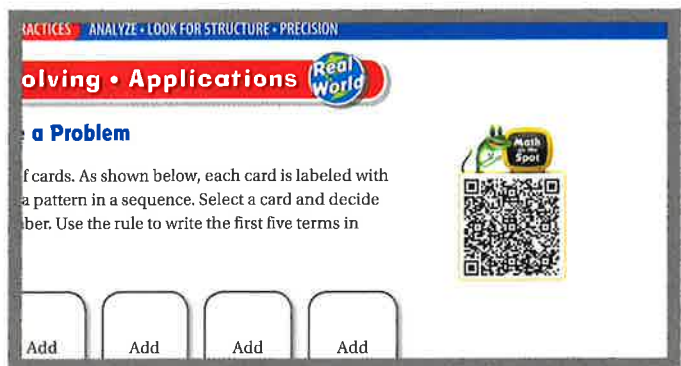 RACTICES ANALYZE • LOOK FOR STRUCTURE • PRECISION
olving • Applications Real World
a Problem
Math
on the
Spot
f cards. As shown below, each card is labeled with
a pattern in a sequence. Select a card and decide
ber. Use the rule to write the first five terms in
Add Add Add Add